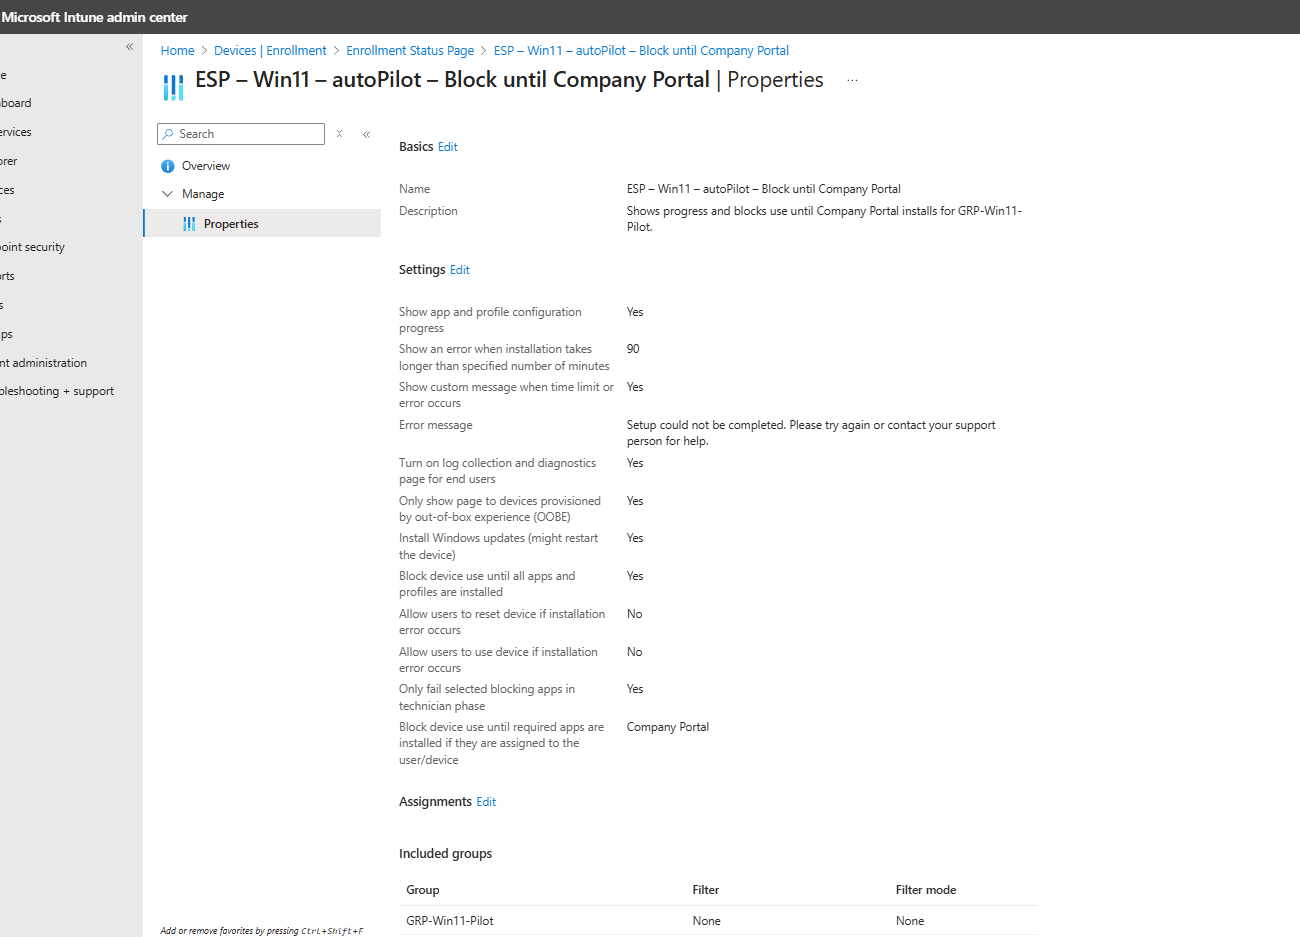 Microsoft Intune admin center
«
Home > Devices | Enrollment > Enrollment Status Page > ESP – Win11 – autoPilot – Block until Company Portal
ESP – Win11 – autoPilot – Block until Company Portal | Properties ...
e
board
ervices
orer
ces
s
oint security
orts
s
ps
nt administration
bleshooting + support
Search
«
Overview
Manage
Properties
Add or remove favorites by pressing Ctrl+Shift+F
Basics Edit
Name ESP – Win11 – autoPilot – Block until Company Portal
Description Shows progress and blocks use until Company Portal installs for GRP-Win11-
Pilot.
Settings Edit
Show app and profile configuration Yes
progress
Show an error when installation takes 90
longer than specified number of minutes
Show custom message when time limit or Yes
error occurs
Error message Setup could not be completed. Please try again or contact your support
person for help.
Turn on log collection and diagnostics Yes
page for end users
Only show page to devices provisioned Yes
by out-of-box experience (OOBE)
Install Windows updates (might restart Yes
the device)
Block device use until all apps and Yes
profiles are installed
Allow users to reset device if installation No
error occurs
Allow users to use device if installation No
error occurs
Only fail selected blocking apps in Yes
technician phase
Block device use until required apps are Company Portal
installed if they are assigned to the
user/device
Assignments Edit
Included groups
Group Filter Filter mode
GRP-Win11-Pilot None None